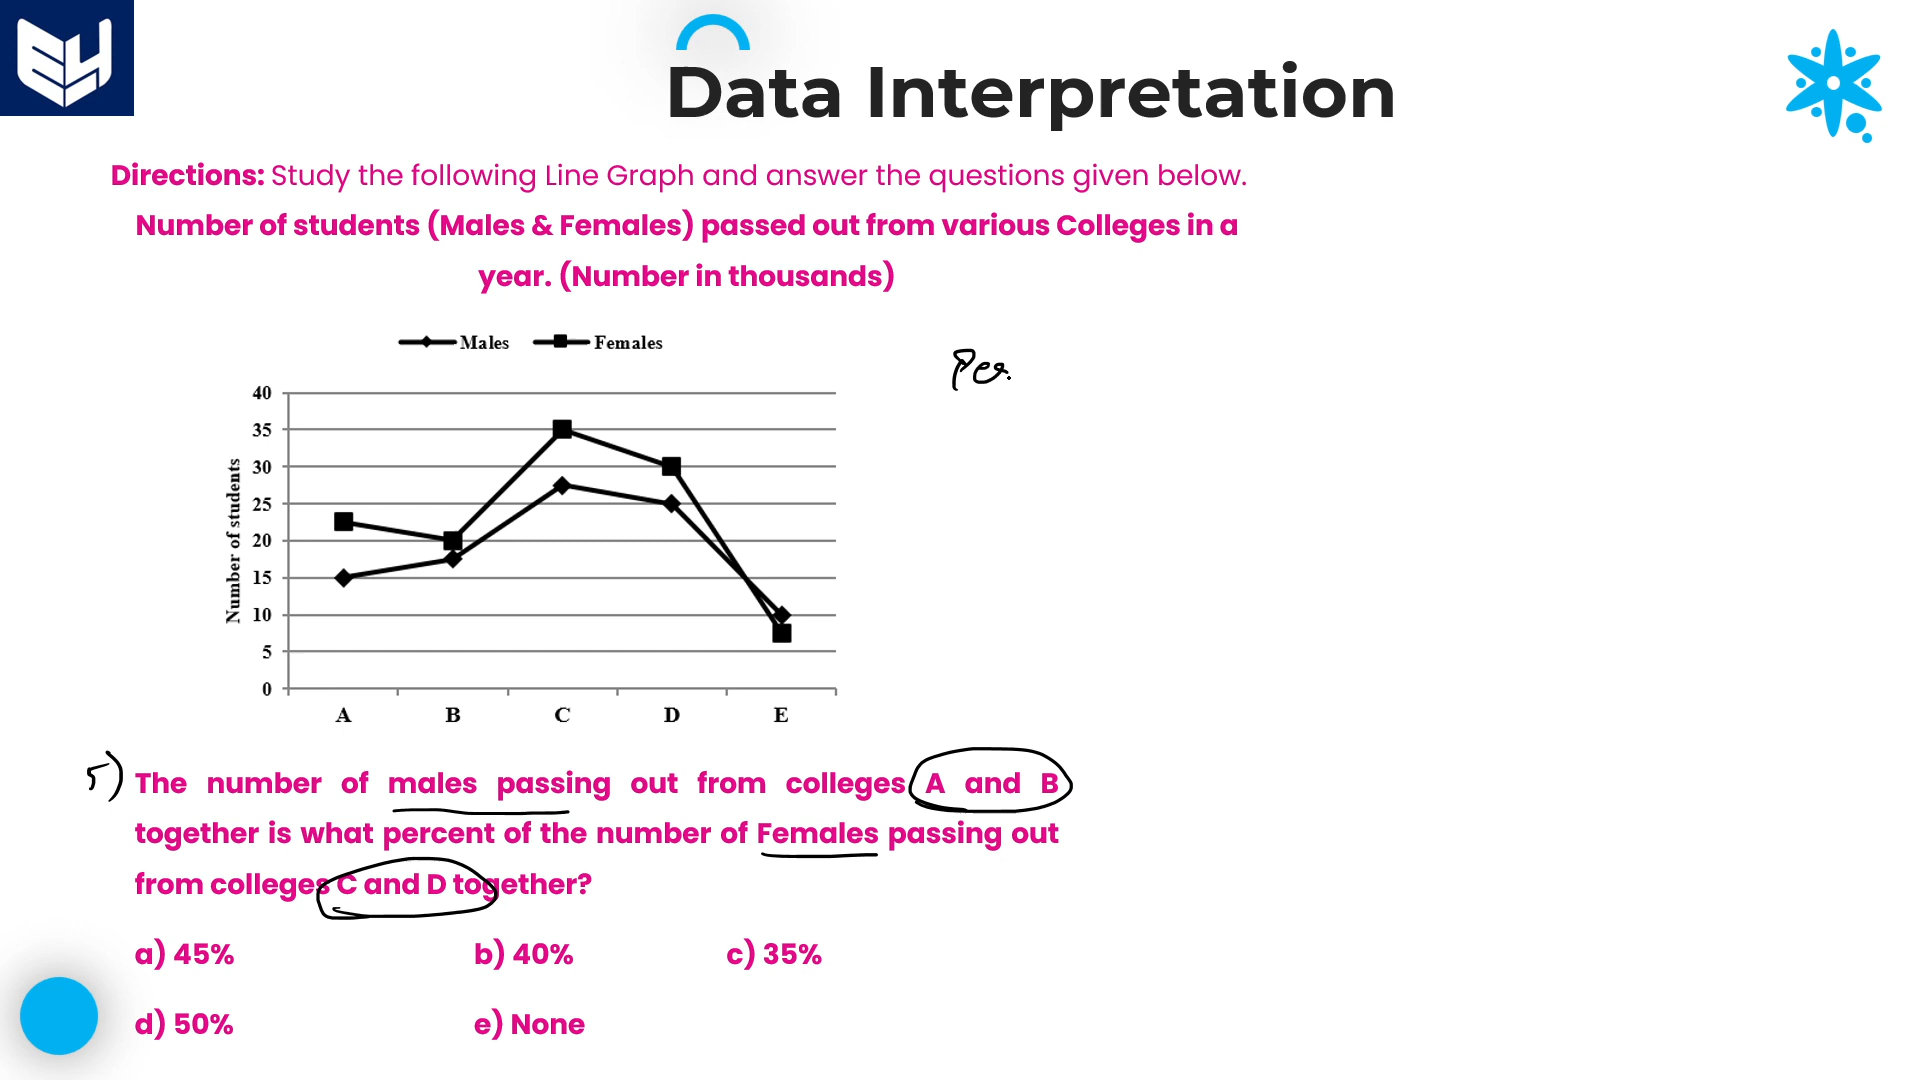 Data Interpretation
Directions: Study the following Line Graph and answer the questions given below.
Number of students (Males & Females) passed out from various Colleges in a
year. (Number in thousands)
Males Females
Per.
40
35
30
25
20
15
10
5
0
Number of students
A B C D E
5) The number of males passing out from colleges A and B
together is what percent of the number of Females passing out
from colleges C and D together?
a) 45% b) 40% c) 35%
d) 50% e) None